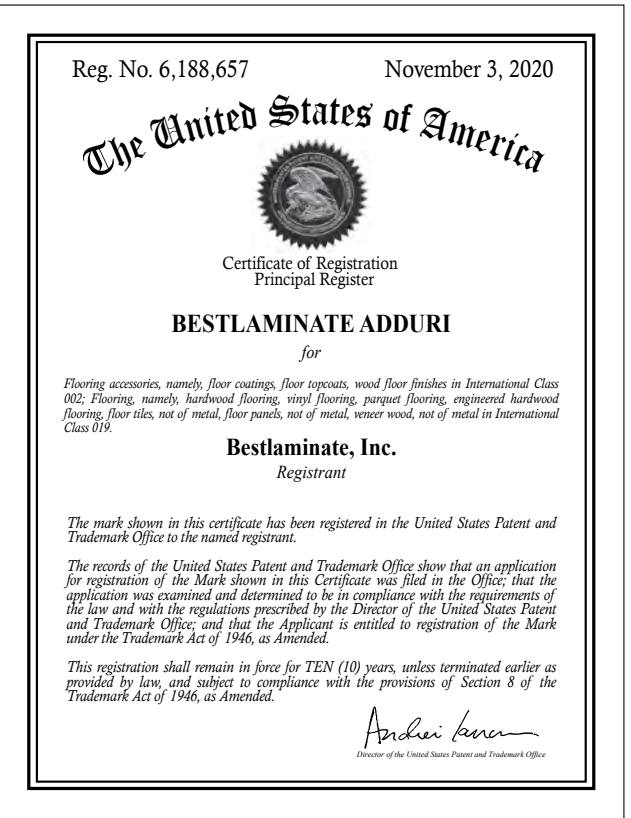 Reg. No. 6,188,657 November 3, 2020
The United States of America
Certificate of Registration
Principal Register
BESTLAMINATE ADDURI
for
Flooring accessories, namely, floor coatings, floor topcoats, wood floor finishes in International Class
002; Flooring, namely, hardwood flooring, vinyl flooring, parquet flooring, engineered hardwood
flooring, floor tiles, not of metal, floor panels, not of metal, veneer wood, not of metal in International
Class 019.
Bestlaminate, Inc.
Registrant
The mark shown in this certificate has been registered in the United States Patent and
Trademark Office to the named registrant.
The records of the United States Patent and Trademark Office show that an application
for registration of the Mark shown in this Certificate was filed in the Office; that the
application was examined and determined to be in compliance with the requirements of
the law and with the regulations prescribed by the Director of the United States Patent
and Trademark Office; and that the Applicant is entitled to registration of the Mark
under the Trademark Act of 1946, as Amended.
This registration shall remain in force for TEN (10) years, unless terminated earlier as
provided by law, and subject to compliance with the provisions of Section 8 of the
Trademark Act of 1946, as Amended.
Director of the United States Patent and Trademark Office